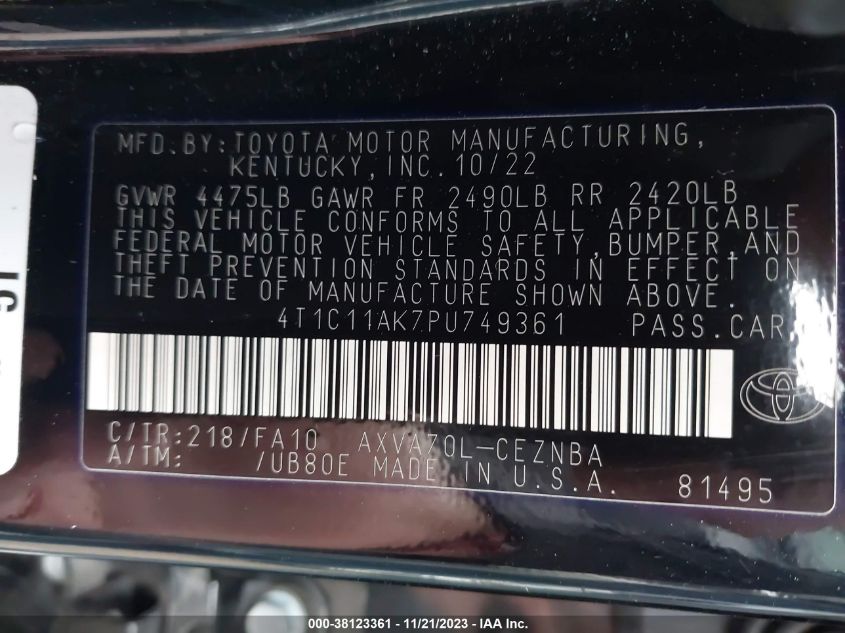 MFD.BY:TOYOTA MOTOR MANUFACTURING,
KENTUCKY,INC.10/22
GVWR 4475LB GAWR FR 2490LB RR 2420LB
THIS VEHICLE CONFORMS TO ALL APPLICABLE
FEDERAL MOTOR VEHICLE SAFETY,BUMPER,AND
THEFT PREVENTION STANDARDS IN EFFECT ON
THE DATE OF MANUFACTURE SHOWN ABOVE.
4T1C11AK7PU749361 PASS.CAR
C/TR:218/FA10 AXVA70L-CEZNBA
A/TM: /UB80E MADE IN U.S.A. 81495
000-38123361 - 11/21/2023 - IAAI.com